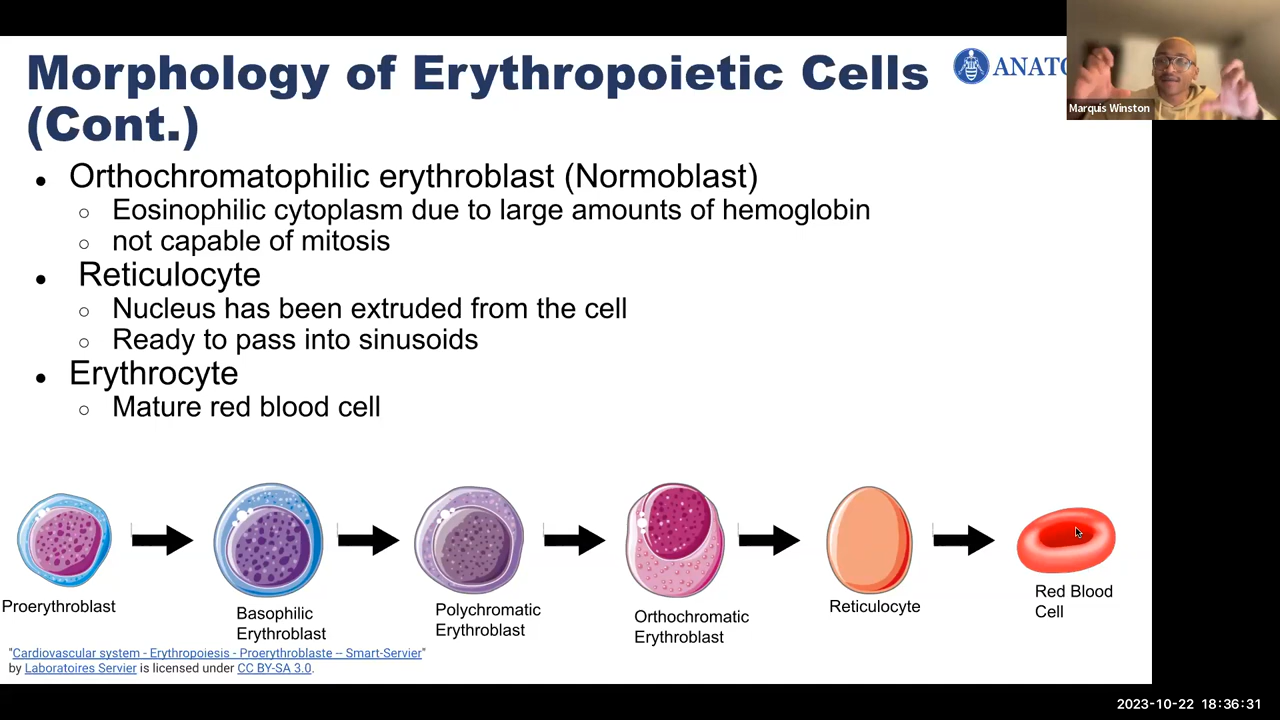 Morphology of Erythropoietic Cells
(Cont.)
ANATO
Marquis Winston
● Orthochromatophilic erythroblast (Normoblast)
○ Eosinophilic cytoplasm due to large amounts of hemoglobin
○ not capable of mitosis
● Reticulocyte
○ Nucleus has been extruded from the cell
○ Ready to pass into sinusoids
● Erythrocyte
○ Mature red blood cell
Proerythroblast
Basophilic
Erythroblast
Polychromatic
Erythroblast
Orthochromatic
Erythroblast
Reticulocyte
Red Blood
Cell
"Cardiovascular system - Erythropoiesis - Proerythroblaste -- Smart-Servier"
by Laboratoires Servier is licensed under CC BY-SA 3.0.
2023-10-22 18:36:31